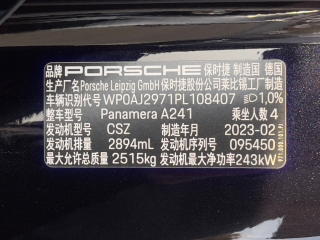 品牌 PORSCHE 保时捷 制造国 德国
生产厂名/Porsche Leipzig GmbH 保时捷股份公司莱比锡工厂制造
车辆识别代号 WP0AJ2971PL108407 1,0%
整车型号 Panamera A241 乘坐人数 4
发动机型号 CSZ 制造年月 2023-02
发动机排量 2894mL 发动机序列号 095450
最大允许总质量 2515kg 发动机最大净功率 243kW